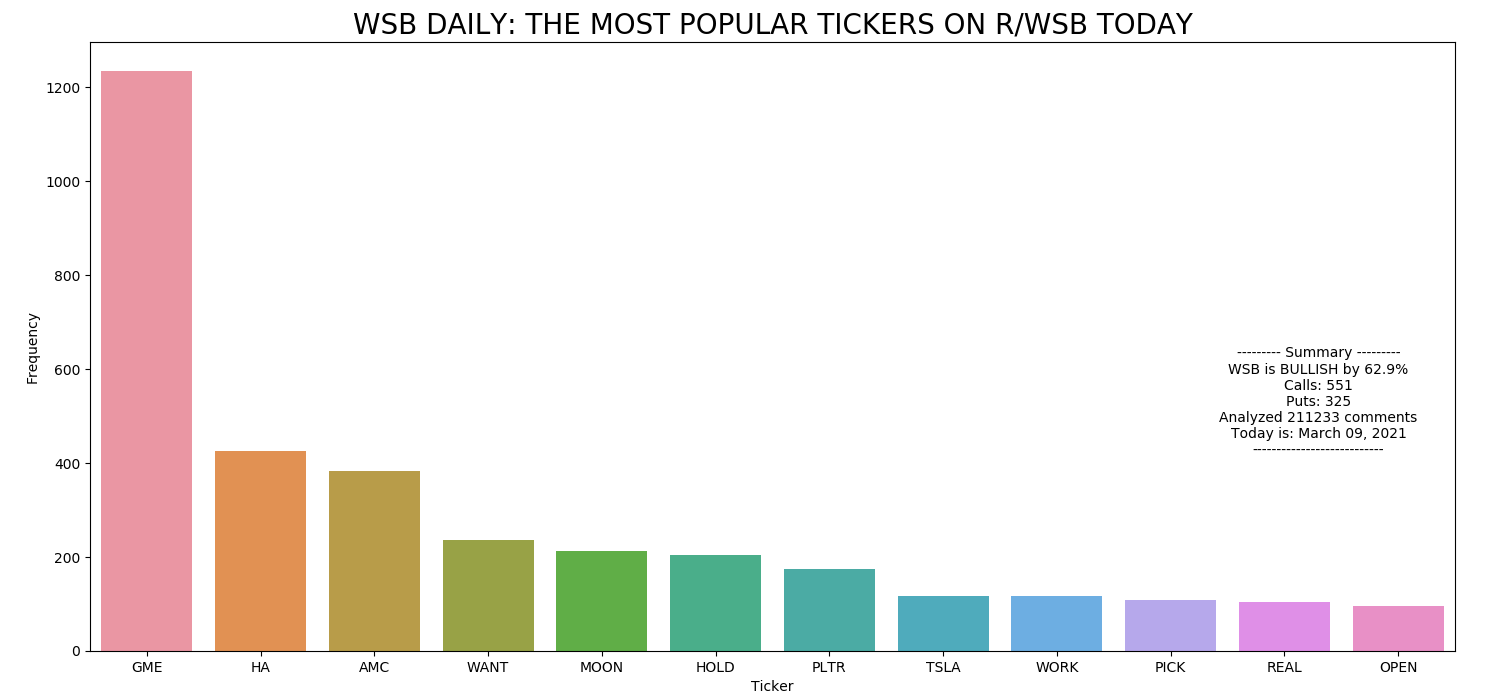 WSB DAILY: THE MOST POPULAR TICKERS ON R/WSB TODAY
1200
1000
800
600
400
200
0
Frequency
--------- Summary ---------
WSB is BULLISH by 62.9%
Calls: 551
Puts: 325
Analyzed 211233 comments
Today is: March 09, 2021
---------------------------
GME HA AMC WANT MOON HOLD PLTR TSLA WORK PICK REAL OPEN
Ticker